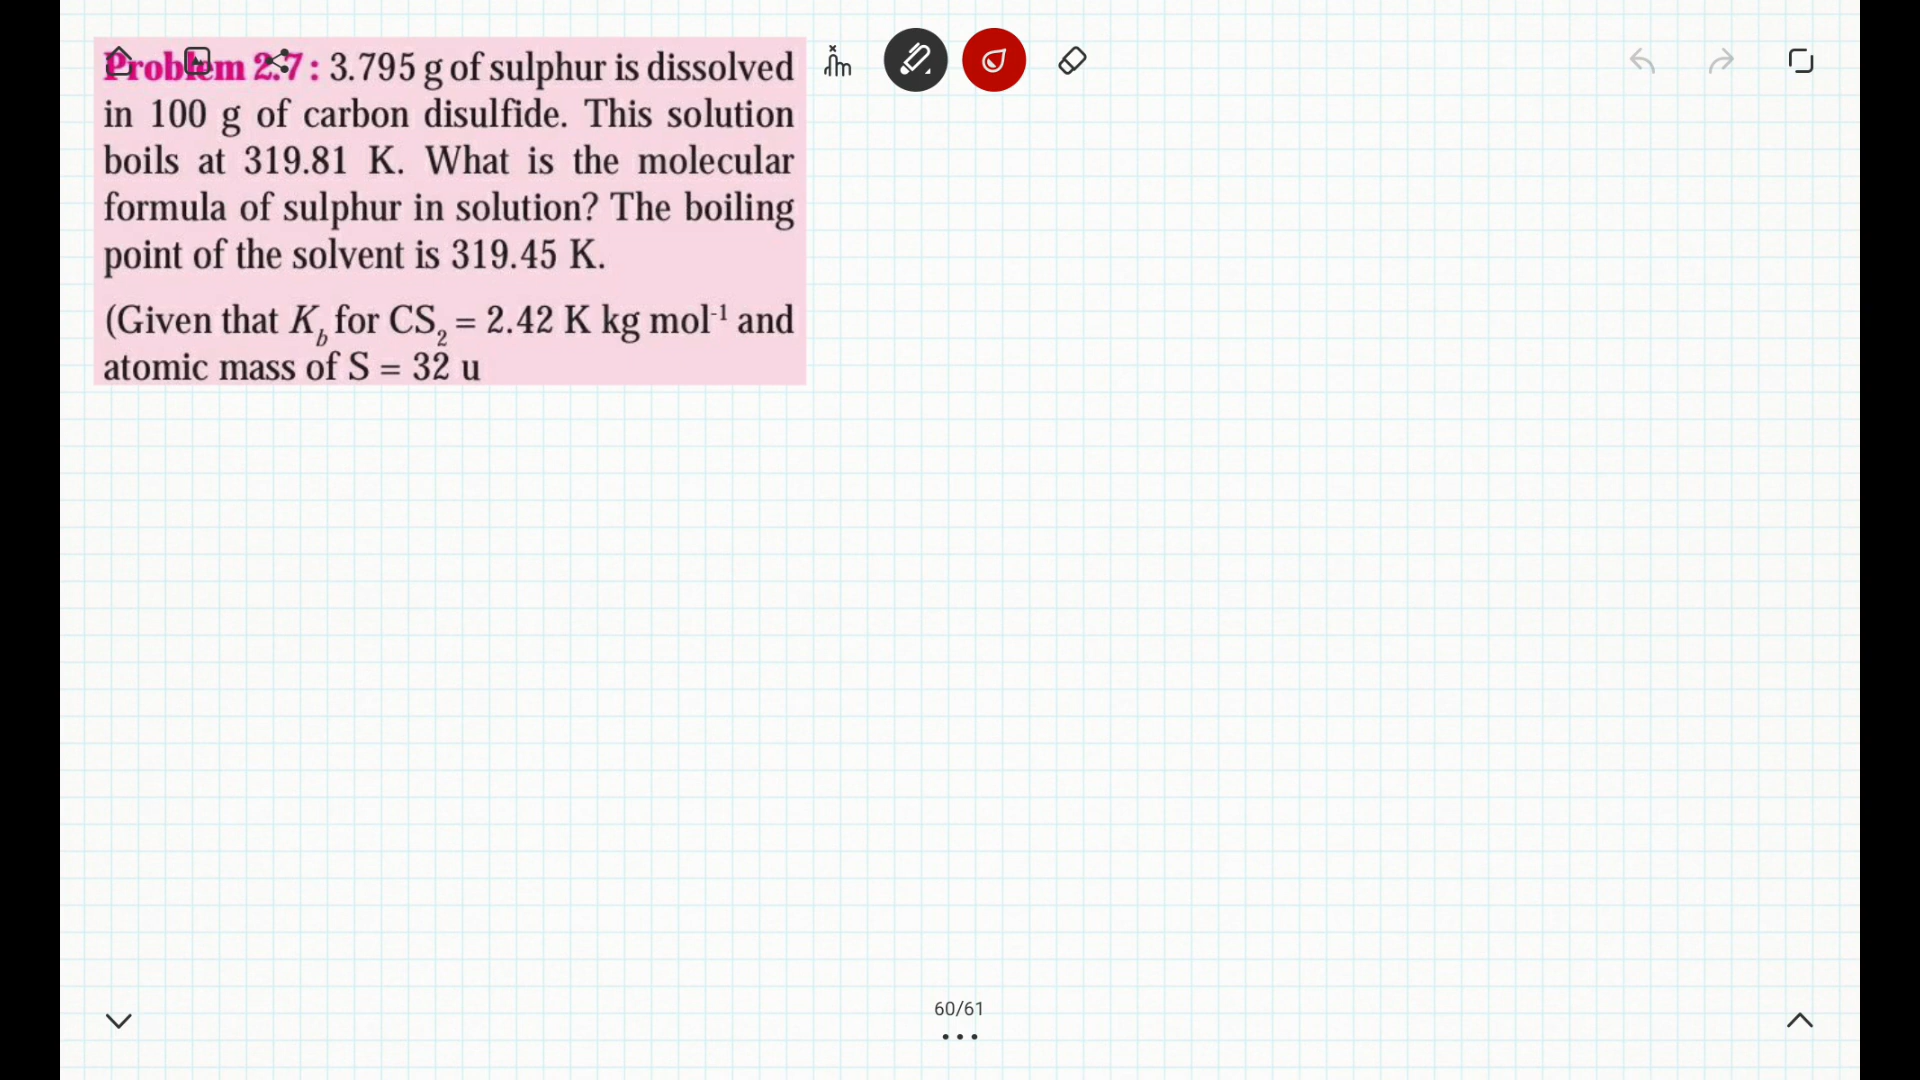 Problem 2.7 : 3.795 g of sulphur is dissolved
in 100 g of carbon disulfide. This solution
boils at 319.81 K. What is the molecular
formula of sulphur in solution? The boiling
point of the solvent is 319.45 K.
(Given that K_b for CS₂ = 2.42 K kg mol⁻¹ and
atomic mass of S = 32 u
60/61